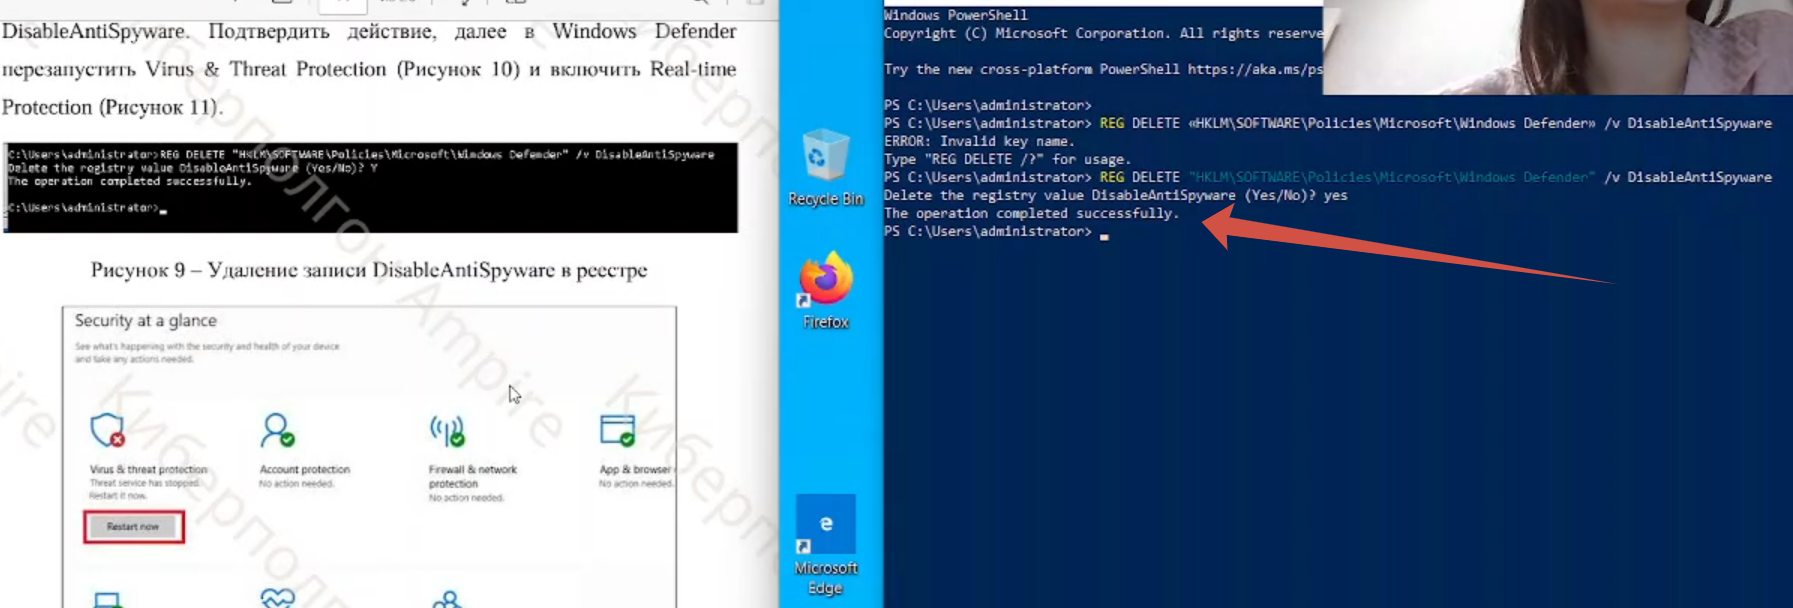 DisableAntiSpyware. Подтвердить действие, далее в Windows Defender
перезапустить Virus & Threat Protection (Рисунок 10) и включить Real-time
Protection (Рисунок 11).
C:\Users\administrator>REG DELETE "HKLM\SOFTWARE\Policies\Microsoft\Windows Defender" /v DisableAntiSpyware
Delete the registry value DisableAntiSpyware (Yes/No)? Y
The operation completed successfully.
C:\Users\administrator>
Рисунок 9 – Удаление записи DisableAntiSpyware в реестре
Security at a glance
See what's happening with the security and health of your device
and take any actions needed.
Virus & threat protection
Threat service has stopped.
Restart it now.
Restart now
Account protection
No action needed.
Firewall & network
protection
No action needed.
App & browser
No action needed.
Киберполигон Ampire
Recycle Bin
Firefox
Microsoft
Edge
Windows PowerShell
Copyright (C) Microsoft Corporation. All rights reserve
Try the new cross-platform PowerShell https://aka.ms/ps
PS C:\Users\administrator>
PS C:\Users\administrator> REG DELETE «HKLM\SOFTWARE\Policies\Microsoft\Windows Defender» /v DisableAntiSpyware
ERROR: Invalid key name.
Type "REG DELETE /?" for usage.
PS C:\Users\administrator> REG DELETE "HKLM\SOFTWARE\Policies\Microsoft\Windows Defender" /v DisableAntiSpyware
Delete the registry value DisableAntiSpyware (Yes/No)? yes
The operation completed successfully.
PS C:\Users\administrator>